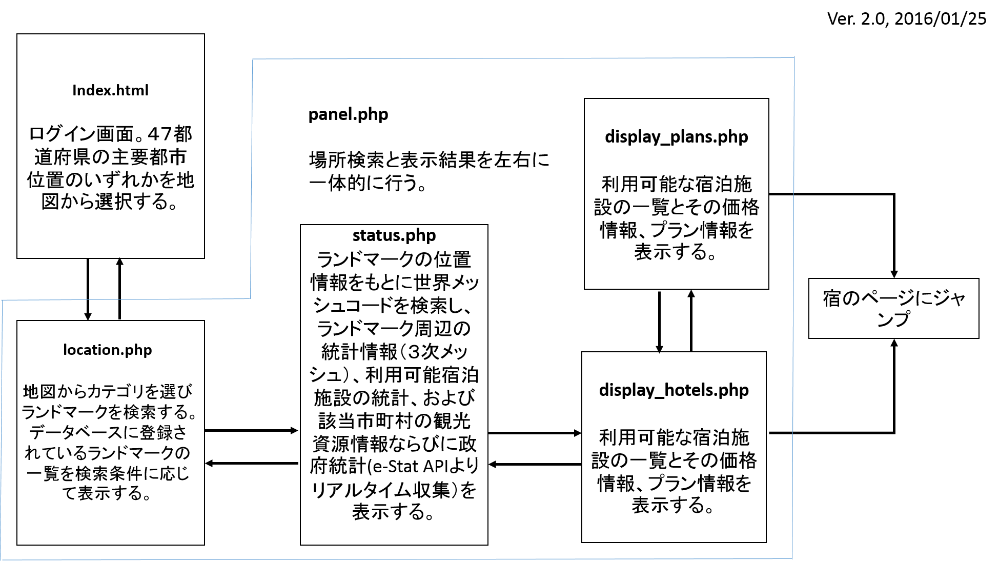 Ver. 2.0, 2016/01/25
Index.html
ログイン画面。４７都
道府県の主要都市
位置のいずれかを地
図から選択する。
panel.php
場所検索と表示結果を左右に
一体的に行う。
display_plans.php
利用可能な宿泊施
設の一覧とその価格
情報、プラン情報を
表示する。
status.php
ランドマークの位置
情報をもとに世界メッ
シュコードを検索し、
ランドマーク周辺の
統計情報（３次メッ
シュ）、利用可能宿泊
施設の統計、および
該当市町村の観光
資源情報ならびに政
府統計(e-Stat APIより
リアルタイム収集）を
表示する。
宿のページにジャ
ンプ
location.php
地図からカテゴリを選び
ランドマークを検索する。
データベースに登録さ
れているランドマークの
一覧を検索条件に応じ
て表示する。
display_hotels.php
利用可能な宿泊施
設の一覧とその価格
情報、プラン情報を
表示する。